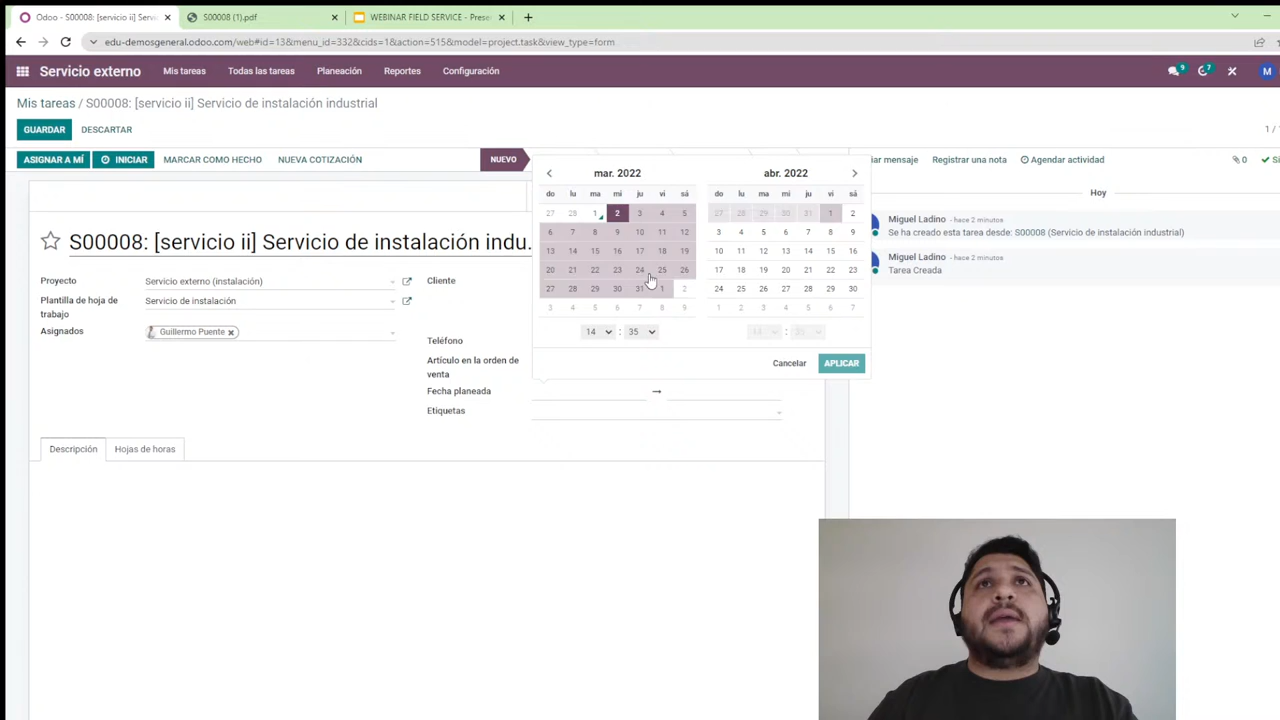 Odoo - S00008: [servicio ii] Servi
S00008 (1).pdf
WEBINAR FIELD SERVICE - Prese
edu-demosgeneral.odoo.com/web#id=13&menu_id=332&cids=1&action=515&model=project.task&view_type=form
Servicio externo Mis tareas Todas las tareas Planeación Reportes Configuración 9 7 M
Mis tareas / S00008: [servicio ii] Servicio de instalación industrial
GUARDAR DESCARTAR 1 /
ASIGNAR A MÍ INICIAR MARCAR COMO HECHO NUEVA COTIZACIÓN NUEVO
iar mensaje Registrar una nota Agendar actividad 0
Hoy
mar. 2022
do lu ma mi ju vi sá
27 28 1 2 3 4 5
6 7 8 9 10 11 12
13 14 15 16 17 18 19
20 21 22 23 24 25 26
27 28 29 30 31 1 2
3 4 5 6 7 8 9
14 : 35
abr. 2022
do lu ma mi ju vi sá
27 28 29 30 31 1 2
3 4 5 6 7 8 9
10 11 12 13 14 15 16
17 18 19 20 21 22 23
24 25 26 27 28 29 30
1 2 3 4 5 6 7
14 : 35
Cancelar APLICAR
S00008: [servicio ii] Servicio de instalación indu.
Proyecto Servicio externo (instalación)
Plantilla de hoja de
trabajo
Servicio de instalación
Asignados Guillermo Puente
Cliente
Teléfono
Artículo en la orden de
venta
Fecha planeada →
Etiquetas
Descripción Hojas de horas
Miguel Ladino - hace 2 minutos
Se ha creado esta tarea desde: S00008 (Servicio de instalación industrial)
Miguel Ladino - hace 2 minutos
Tarea Creada